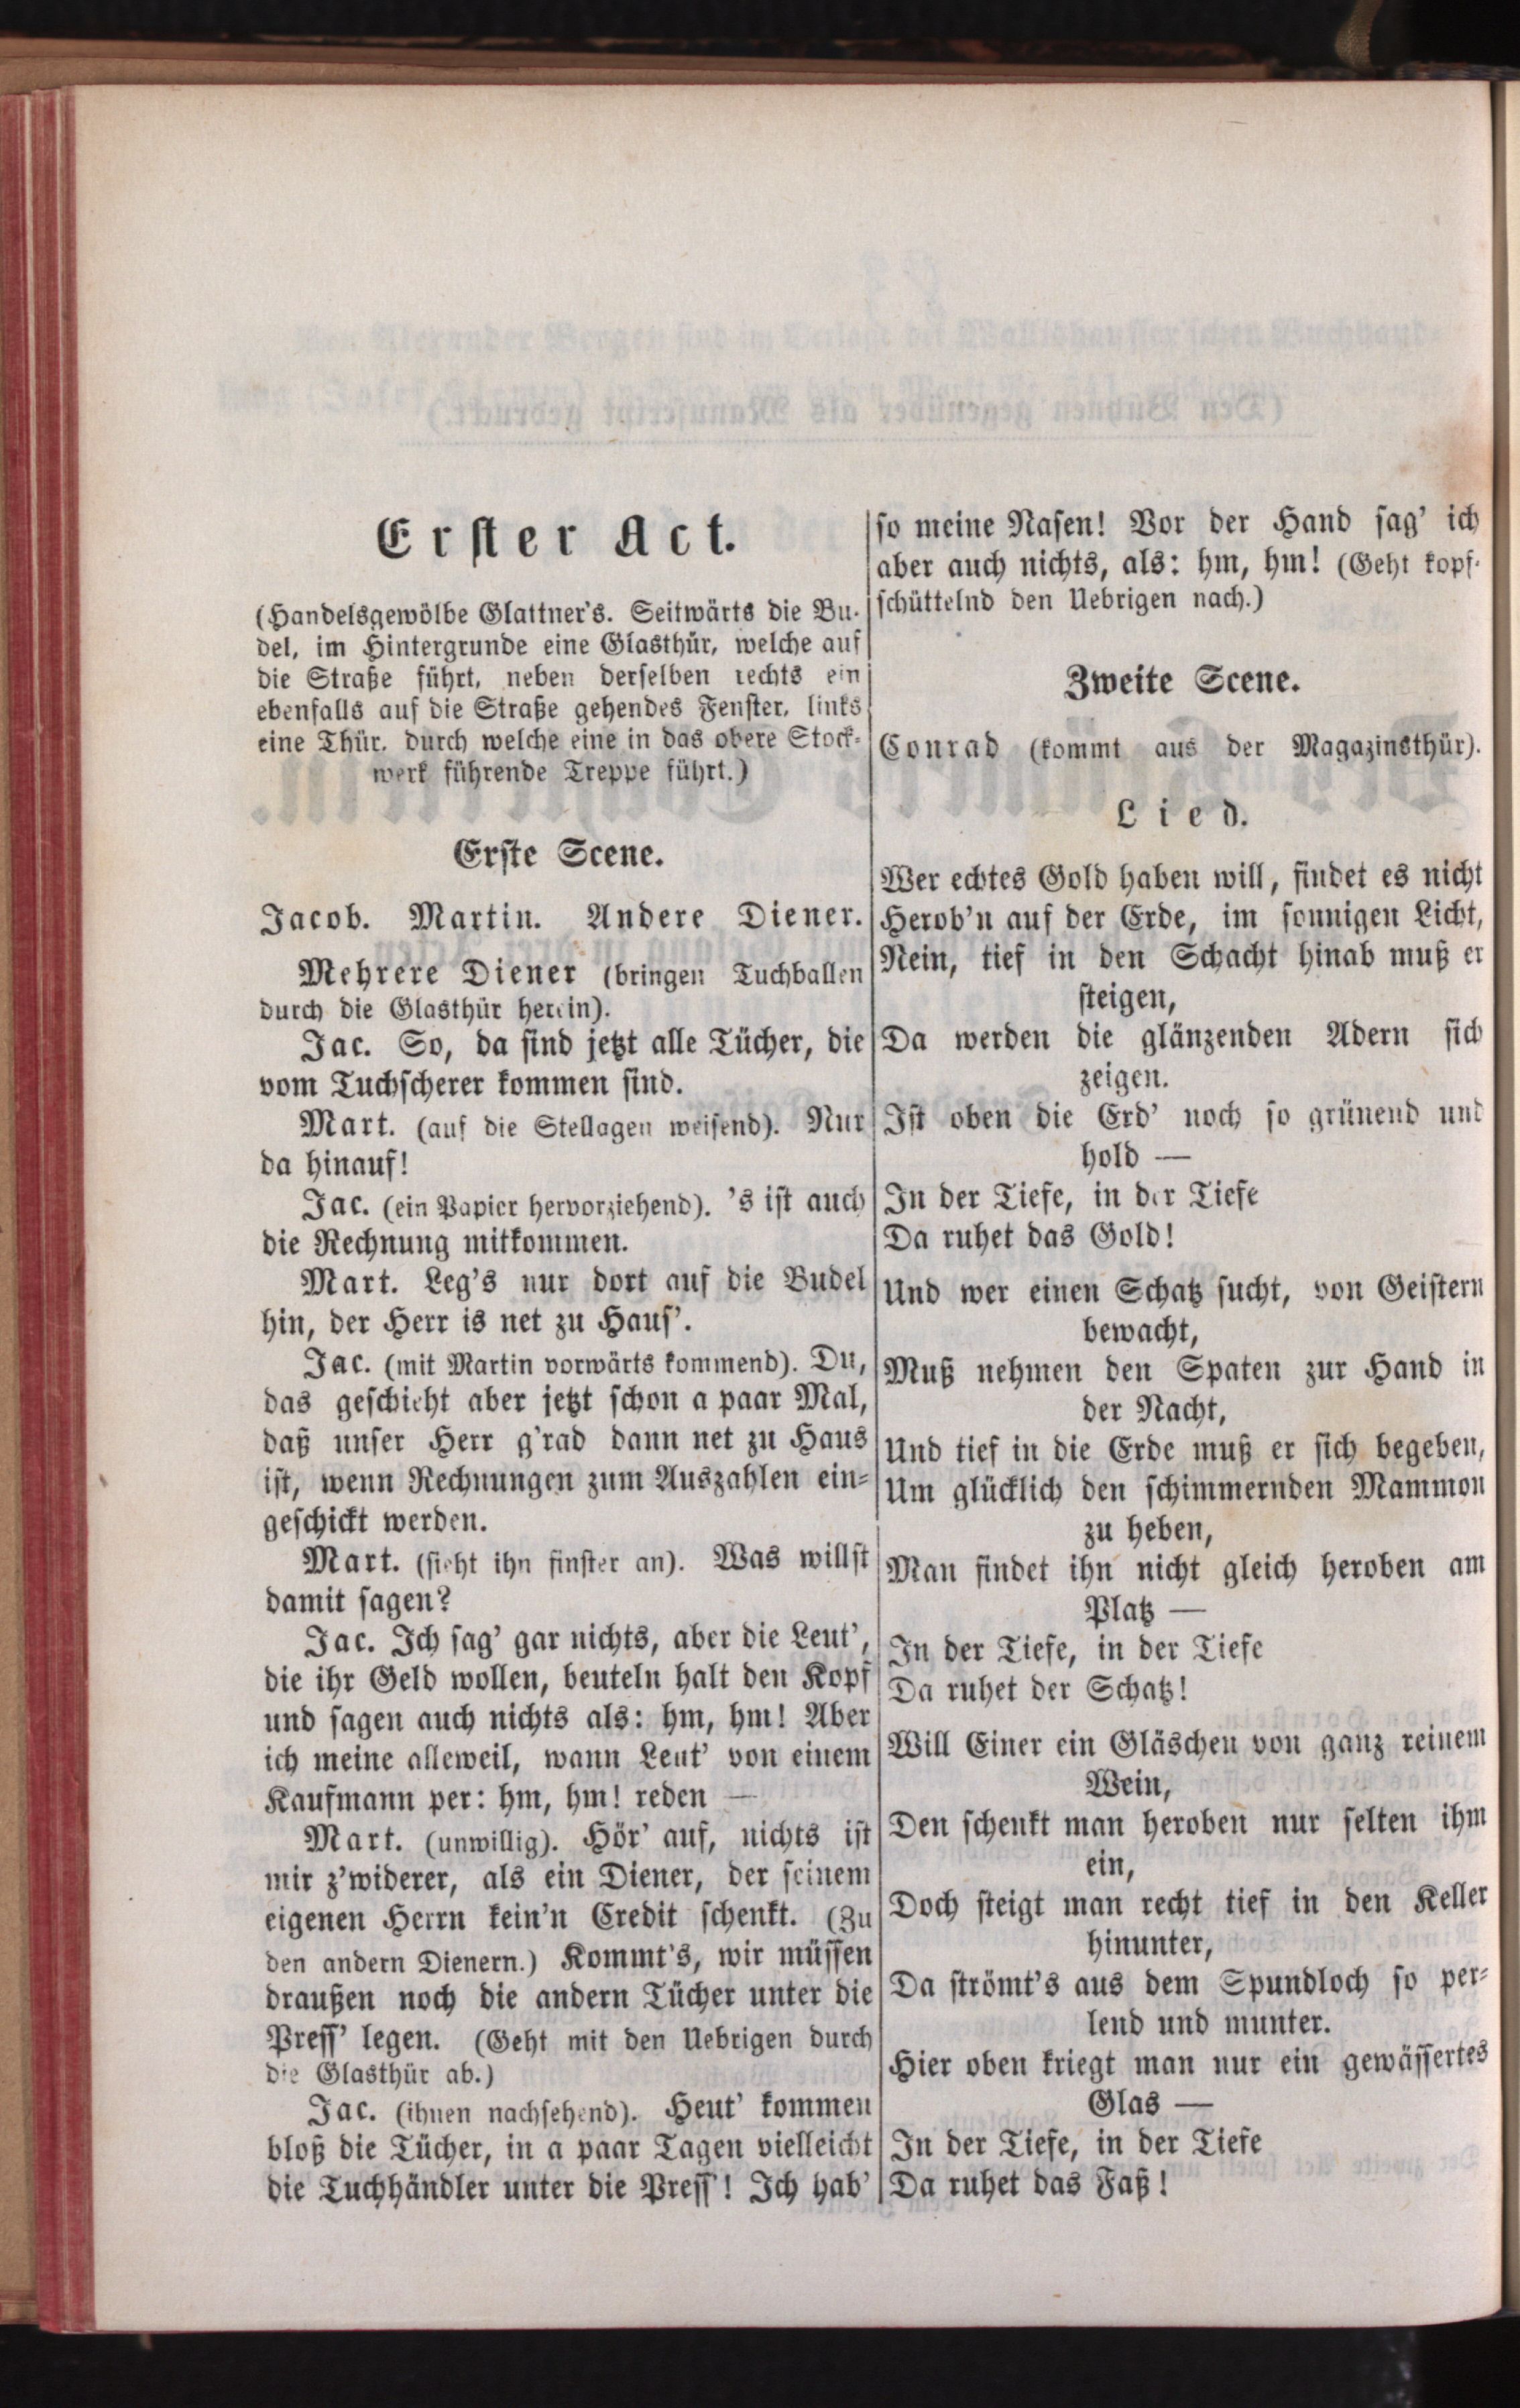 Erster Act.
(Handelsgewölbe Glattner's. Seitwärts die Bu-
del, im Hintergrunde eine Glasthür, welche auf
die Straße führt, neben derselben rechts ein
ebenfalls auf die Straße gehendes Fenster, links
eine Thür, durch welche eine in das obere Stock-
werk führende Treppe führt.)
Erste Scene.
Jacob. Martin. Andere Diener.
Mehrere Diener (bringen Tuchballen
durch die Glasthür herein).
Jac. So, da sind jetzt alle Tücher, die
vom Tuchscherer kommen sind.
Mart. (auf die Stellagen weisend). Nur
da hinauf!
Jac. (ein Papier hervorziehend). 's ist auch
die Rechnung mitkommen.
Mart. Leg's nur dort auf die Budel
hin, der Herr is net zu Haus'.
Jac. (mit Martin vorwärts kommend). Du,
das geschieht aber jetzt schon a paar Mal,
daß unser Herr g'rad dann net zu Haus
ist, wenn Rechnungen zum Auszahlen ein-
geschickt werden.
Mart. (sieht ihn finster an). Was willst
damit sagen?
Jac. Ich sag' gar nichts, aber die Leut',
die ihr Geld wollen, beuteln halt den Kopf
und sagen auch nichts als: hm, hm! Aber
ich meine alleweil, wann Leut' von einem
Kaufmann per: hm, hm! reden —
Mart. (unwillig). Hör' auf, nichts ist
mir z'widerer, als ein Diener, der seinem
eigenen Herrn kein'n Credit schenkt. (Zu
den andern Dienern.) Kommt's, wir müssen
draußen noch die andern Tücher unter die
Press' legen. (Geht mit den Uebrigen durch
die Glasthür ab.)
Jac. (ihnen nachsehend). Heut' kommen
bloß die Tücher, in a paar Tagen vielleicht
die Tuchhändler unter die Press'! Ich hab'
so meine Nasen! Vor der Hand sag' ich
aber auch nichts, als: hm, hm! (Geht kopf-
schüttelnd den Uebrigen nach.)
Zweite Scene.
Conrad (kommt aus der Magazinsthür).
Lied.
Wer echtes Gold haben will, findet es nicht
Herob'n auf der Erde, im sonnigen Licht,
Nein, tief in den Schacht hinab muß er
steigen,
Da werden die glänzenden Adern sich
zeigen.
Ist oben die Erd' noch so grünend und
hold —
In der Tiefe, in der Tiefe
Da ruhet das Gold!
Und wer einen Schatz sucht, von Geistern
bewacht,
Muß nehmen den Spaten zur Hand in
der Nacht,
Und tief in die Erde muß er sich begeben,
Um glücklich den schimmernden Mammon
zu heben,
Man findet ihn nicht gleich heroben am
Platz —
In der Tiefe, in der Tiefe
Da ruhet der Schatz!
Will Einer ein Gläschen von ganz reinem
Wein,
Den schenkt man heroben nur selten ihm
ein,
Doch steigt man recht tief in den Keller
hinunter,
Da strömt's aus dem Spundloch so per-
lend und munter.
Hier oben kriegt man nur ein gewässertes
Glas —
In der Tiefe, in der Tiefe
Da ruhet das Faß!